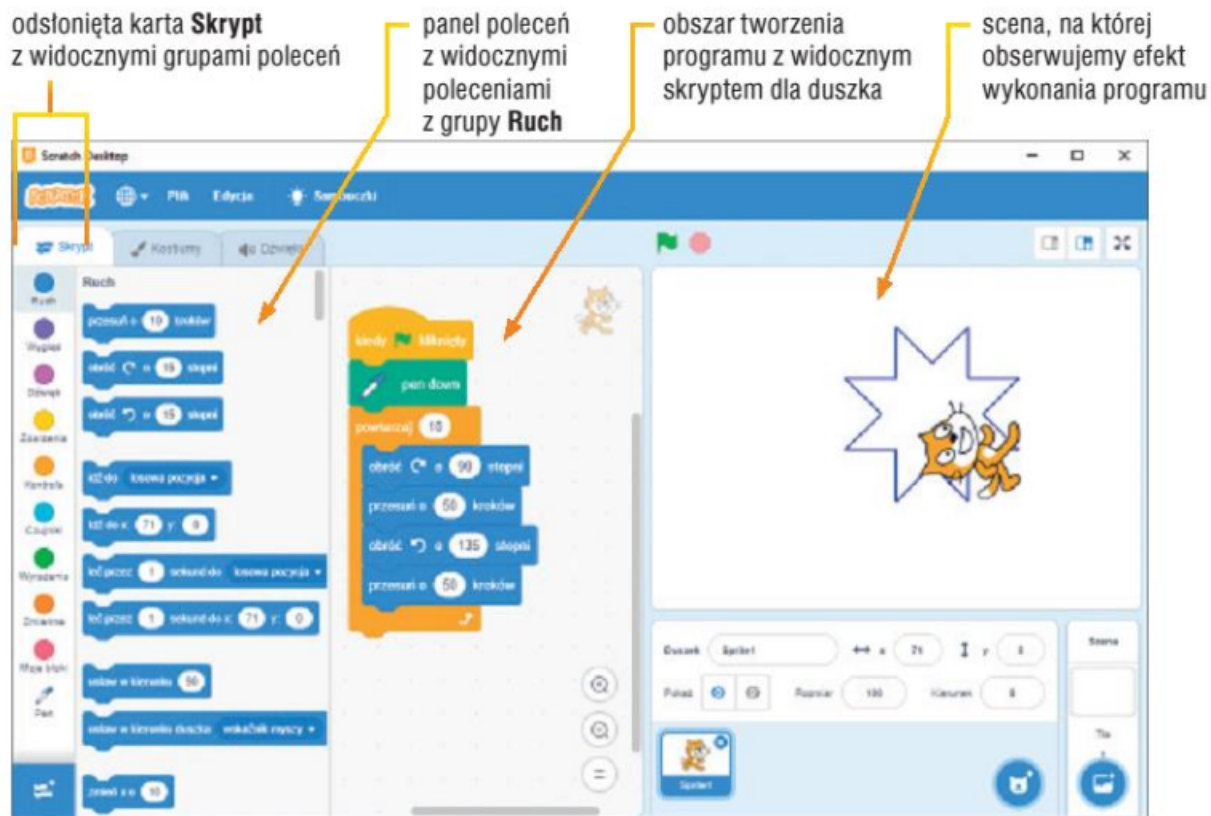 odsłonięta karta Skrypt
z widocznymi grupami poleceń
panel poleceń
z widocznymi
poleceniami
z grupy Ruch
obszar tworzenia
programu z widocznym
skryptem dla duszka
scena, na której
obserwujemy efekt
wykonania programu
Scratch Desktop
Plik Edycja Samouczki
Skrypt Kostiumy Dźwięki
Ruch
Wygląd
Dźwięk
Zdarzenia
Kontrola
Czujniki
Wyrażenia
Zmienne
Moje bloki
Pen
Ruch
przesuń o 10 kroków
obróć o 15 stopni
obróć o 15 stopni
idź do losowa pozycja
idź do x: 71 y: 0
leć przez 1 sekund do losowa pozycja
leć przez 1 sekund do x: 71 y: 0
ustaw w kierunku 90
ustaw w kierunku duszka wskaźnik myszy
zmień x o 10
kiedy kliknięty
pen down
powtarzaj 10
obróć o 90 stopni
przesuń o 50 kroków
obróć o 135 stopni
przesuń o 50 kroków
Duszek Sprite1 x 71 y
Pokaż Rozmiar 100 Kierunek
Sprite1
Scena
Tła